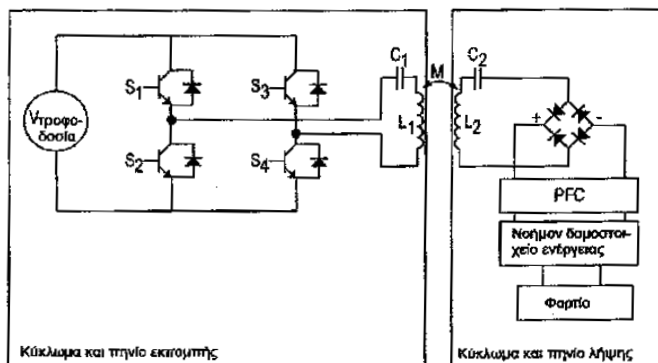 S₁
S₃
S₂
S₄
Vτροφο-
δοσία
C₁
M
C₂
L₁
L₂
+
-
PFC
Νοήμον δομοστοι-
χείο ενέργειας
Φορτίο
Κύκλωμα και πηνίο εκπομπής
Κύκλωμα και πηνίο λήψης